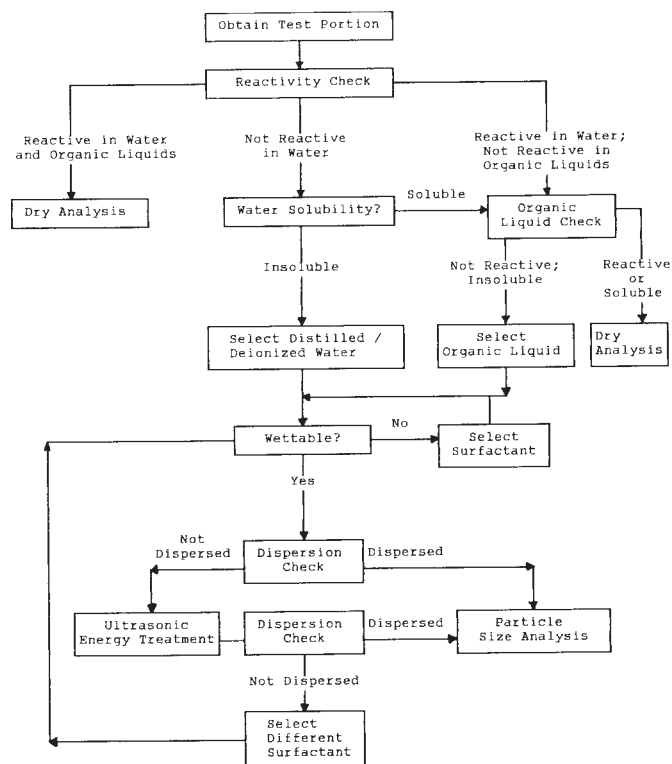 Obtain Test Portion
Reactivity Check
Reactive in Water
and Organic Liquids
Not Reactive
in Water
Reactive in Water;
Not Reactive in
Organic Liquids
Dry Analysis
Water Solubility?
Soluble
Organic
Liquid Check
Insoluble
Not Reactive;
Insoluble
Reactive
or
Soluble
Select Distilled /
Deionized Water
Select
Organic Liquid
Dry
Analysis
Wettable?
No
Select
Surfactant
Yes
Not
Dispersed
Dispersion
Check
Dispersed
Ultrasonic
Energy Treatment
Dispersion
Check
Dispersed
Particle
Size Analysis
Not Dispersed
Select
Different
Surfactant